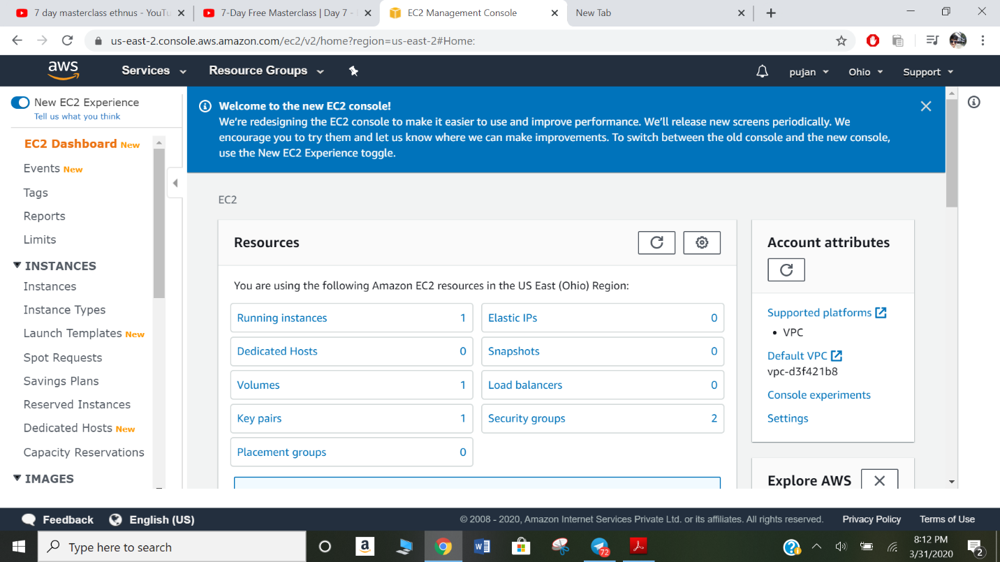 7 day masterclass ethnus - YouTu
7-Day Free Masterclass | Day 7 -
EC2 Management Console
New Tab
us-east-2.console.aws.amazon.com/ec2/v2/home?region=us-east-2#Home:
aws
Services
Resource Groups
pujan
Ohio
Support
New EC2 Experience
Tell us what you think
EC2 Dashboard New
Events New
Tags
Reports
Limits
INSTANCES
Instances
Instance Types
Launch Templates New
Spot Requests
Savings Plans
Reserved Instances
Dedicated Hosts New
Capacity Reservations
IMAGES
Welcome to the new EC2 console!
We're redesigning the EC2 console to make it easier to use and improve performance. We'll release new screens periodically. We
encourage you to try them and let us know where we can make improvements. To switch between the old console and the new console,
use the New EC2 Experience toggle.
EC2
Resources
You are using the following Amazon EC2 resources in the US East (Ohio) Region:
Running instances 1
Elastic IPs 0
Dedicated Hosts 0
Snapshots 0
Volumes 1
Load balancers 0
Key pairs 1
Security groups 2
Placement groups 0
Account attributes
Supported platforms
• VPC
Default VPC
vpc-d3f421b8
Console experiments
Settings
Explore AWS
Feedback
English (US)
© 2008 - 2020, Amazon Internet Services Private Ltd. or its affiliates. All rights reserved.
Privacy Policy
Terms of Use
Type here to search
a
72
8:12 PM
3/31/2020
2